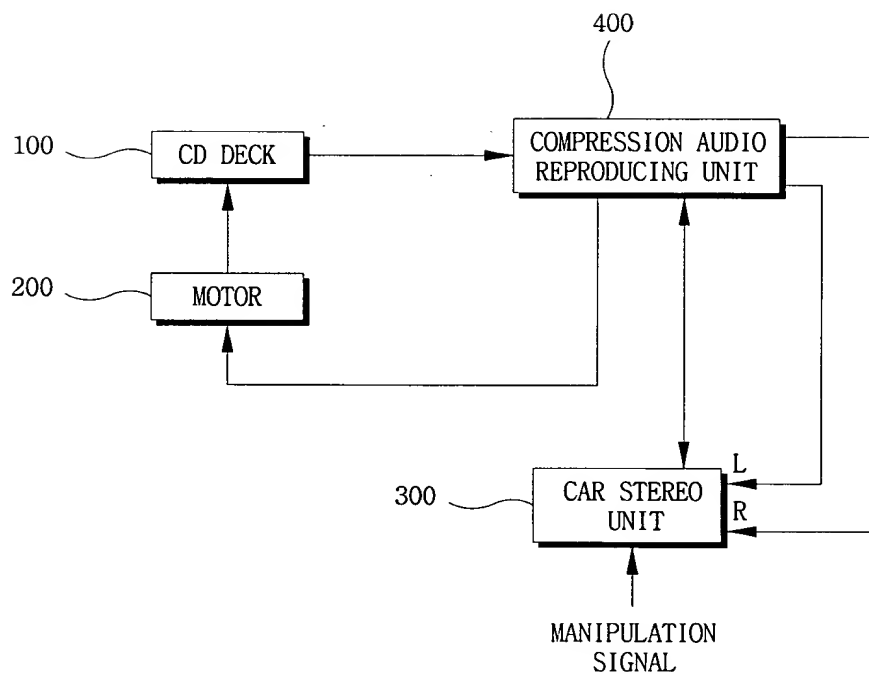 400
100
CD DECK
COMPRESSION AUDIO
REPRODUCING UNIT
200
MOTOR
300
CAR STEREO
UNIT
L
R
MANIPULATION
SIGNAL